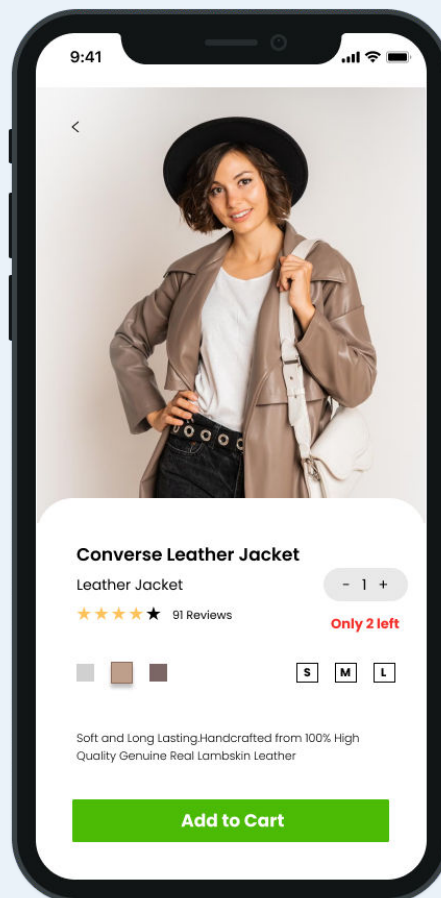 9:41
Converse Leather Jacket
Leather Jacket
- 1 +
91 Reviews
Only 2 left
S M L
Soft and Long Lasting.Handcrafted from 100% High
Quality Genuine Real Lambskin Leather
Add to Cart